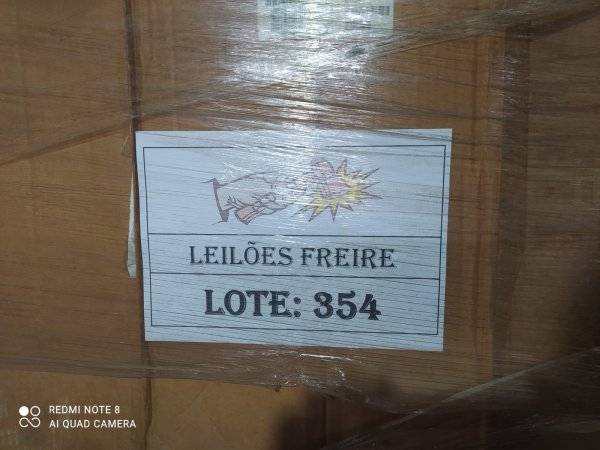 LEILÕES FREIRE
LOTE: 354
REDMI NOTE 8
AI QUAD CAMERA